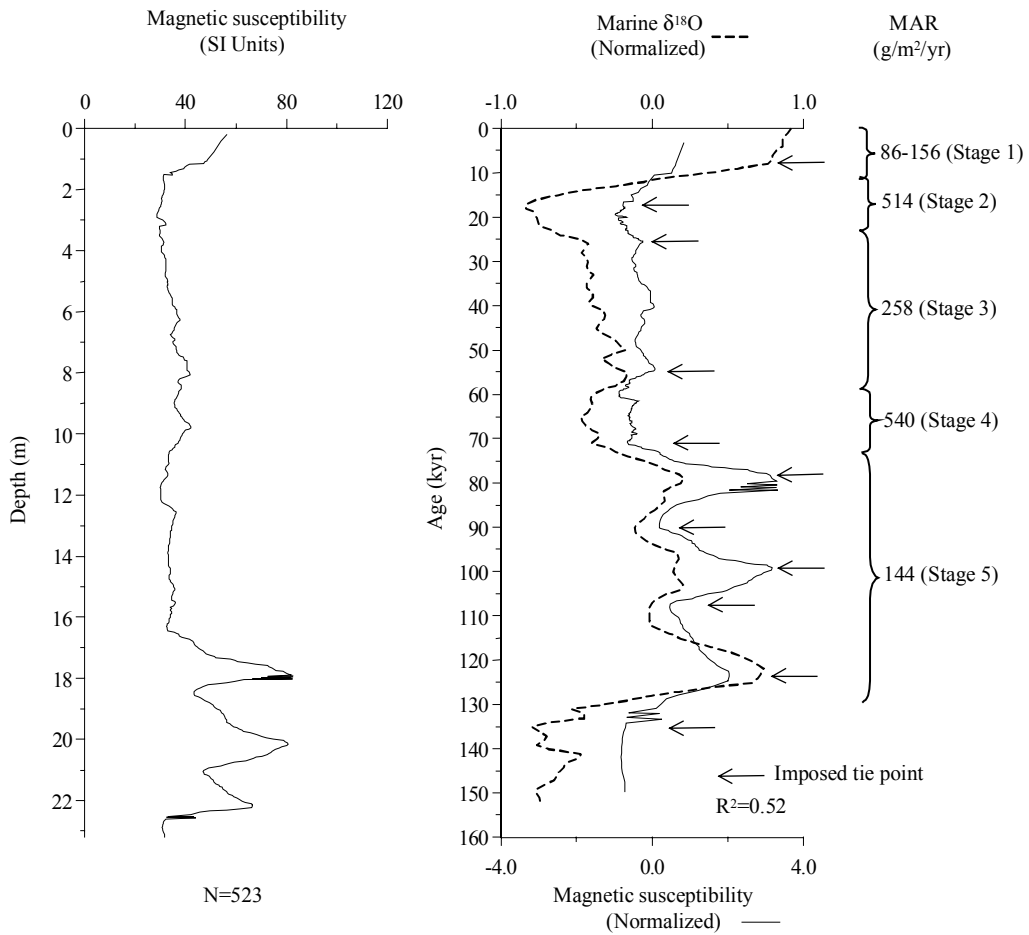 Magnetic susceptibility
(SI Units)
0 40 80 120
0
2
4
6
8
10
12
14
16
18
20
22
Depth (m)
N=523
Marine δ¹⁸O
(Normalized)
-1.0 0.0 1.0
0
10
20
30
40
50
60
70
80
90
100
110
120
130
140
150
160
Age (kyr)
Imposed tie point
R²=0.52
-4.0 0.0 4.0
Magnetic susceptibility
(Normalized)
MAR
(g/m²/yr)
86-156 (Stage 1)
514 (Stage 2)
258 (Stage 3)
540 (Stage 4)
144 (Stage 5)